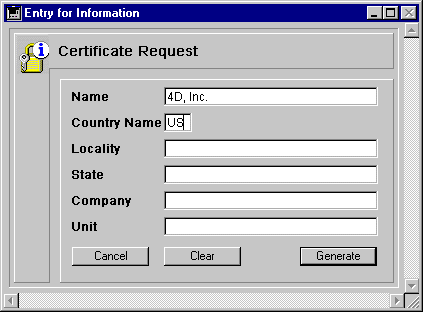 Entry for Information
Certificate Request
Name 4D, Inc.
Country Name US
Locality
State
Company
Unit
Cancel Clear Generate